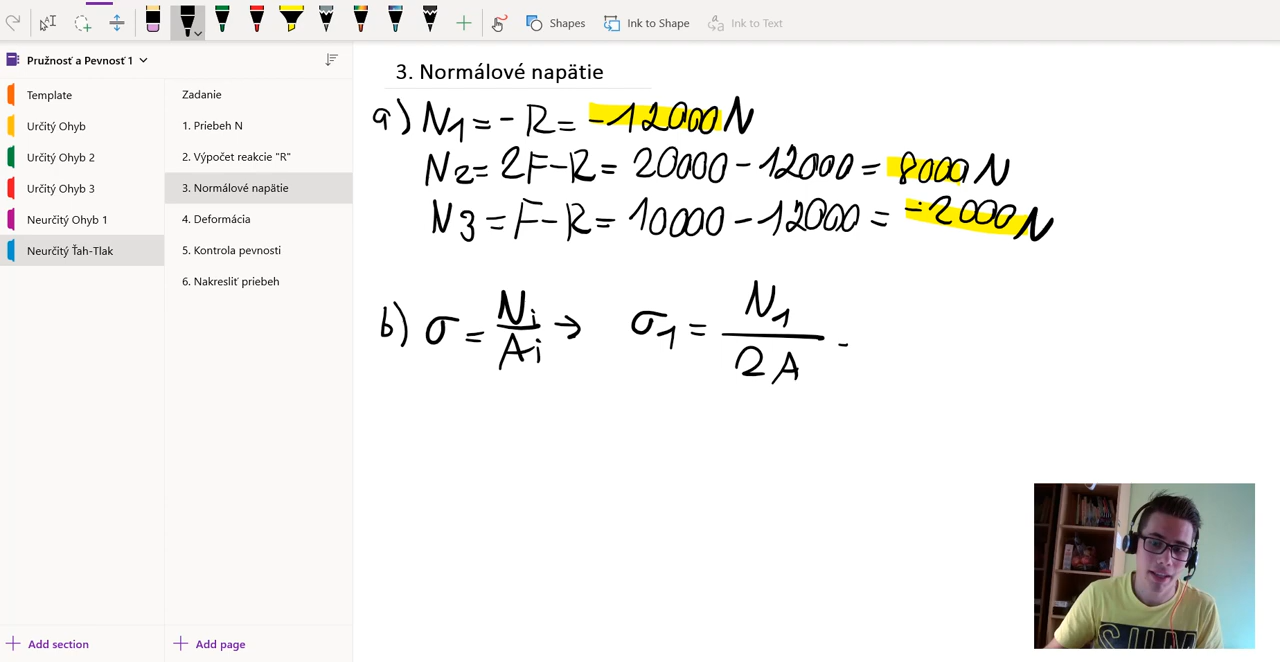 Shapes
Ink to Shape
Ink to Text
Pružnosť a Pevnosť 1
Template
Určitý Ohyb
Určitý Ohyb 2
Určitý Ohyb 3
Neurčitý Ohyb 1
Neurčitý Ťah-Tlak
Add section
Zadanie
1. Priebeh N
2. Výpočet reakcie "R"
3. Normálové napätie
4. Deformácia
5. Kontrola pevnosti
6. Nakresliť priebeh
Add page
3. Normálové napätie
a) N1 = -R = -12000 N
N2 = 2F-R = 20000 - 12000 = 8000 N
N3 = F-R = 10000 - 12000 = -2000 N
b) σ = Ni/Ai → σ1 = N1/2A -
SUM